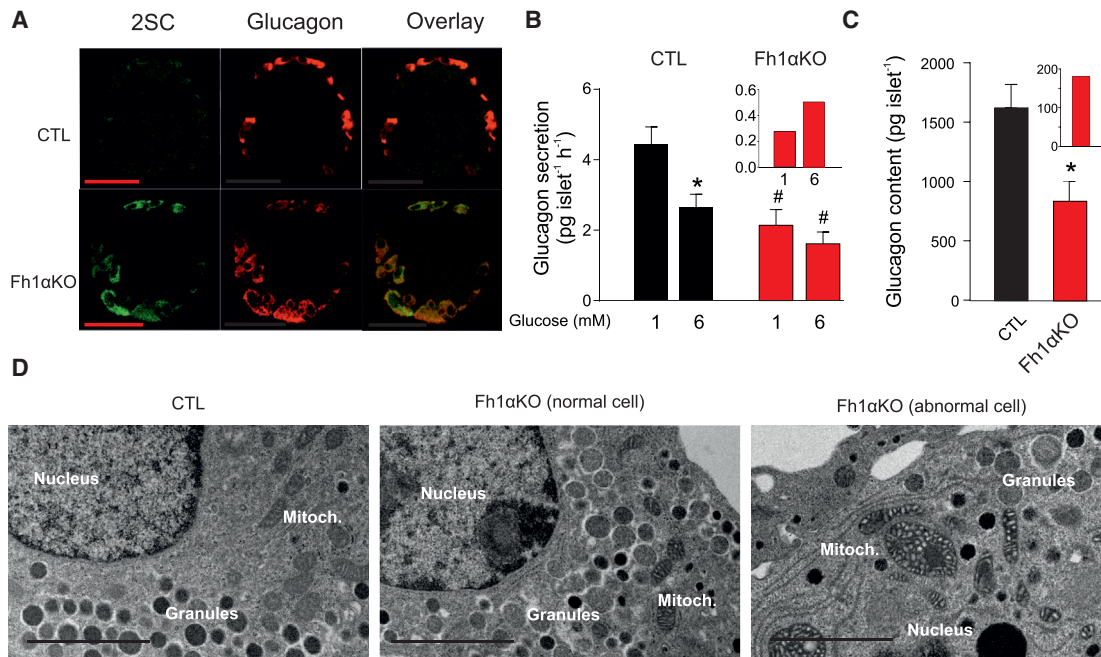 A
2SC
Glucagon
Overlay
CTL
Fh1αKO
B
CTL
Fh1αKO
Glucagon secretion
(pg islet⁻¹ h⁻¹)
6
4
2
0
*
#
#
0.6
0.4
0.2
0.0
1
6
Glucose (mM)
1
6
1
6
C
Glucagon content (pg islet⁻¹)
2000
1500
1000
500
0
200
100
0
*
CTL
Fh1αKO
D
CTL
Fh1αKO (normal cell)
Fh1αKO (abnormal cell)
Nucleus
Mitoch.
Granules
Nucleus
Granules
Mitoch.
Granules
Mitoch.
Nucleus